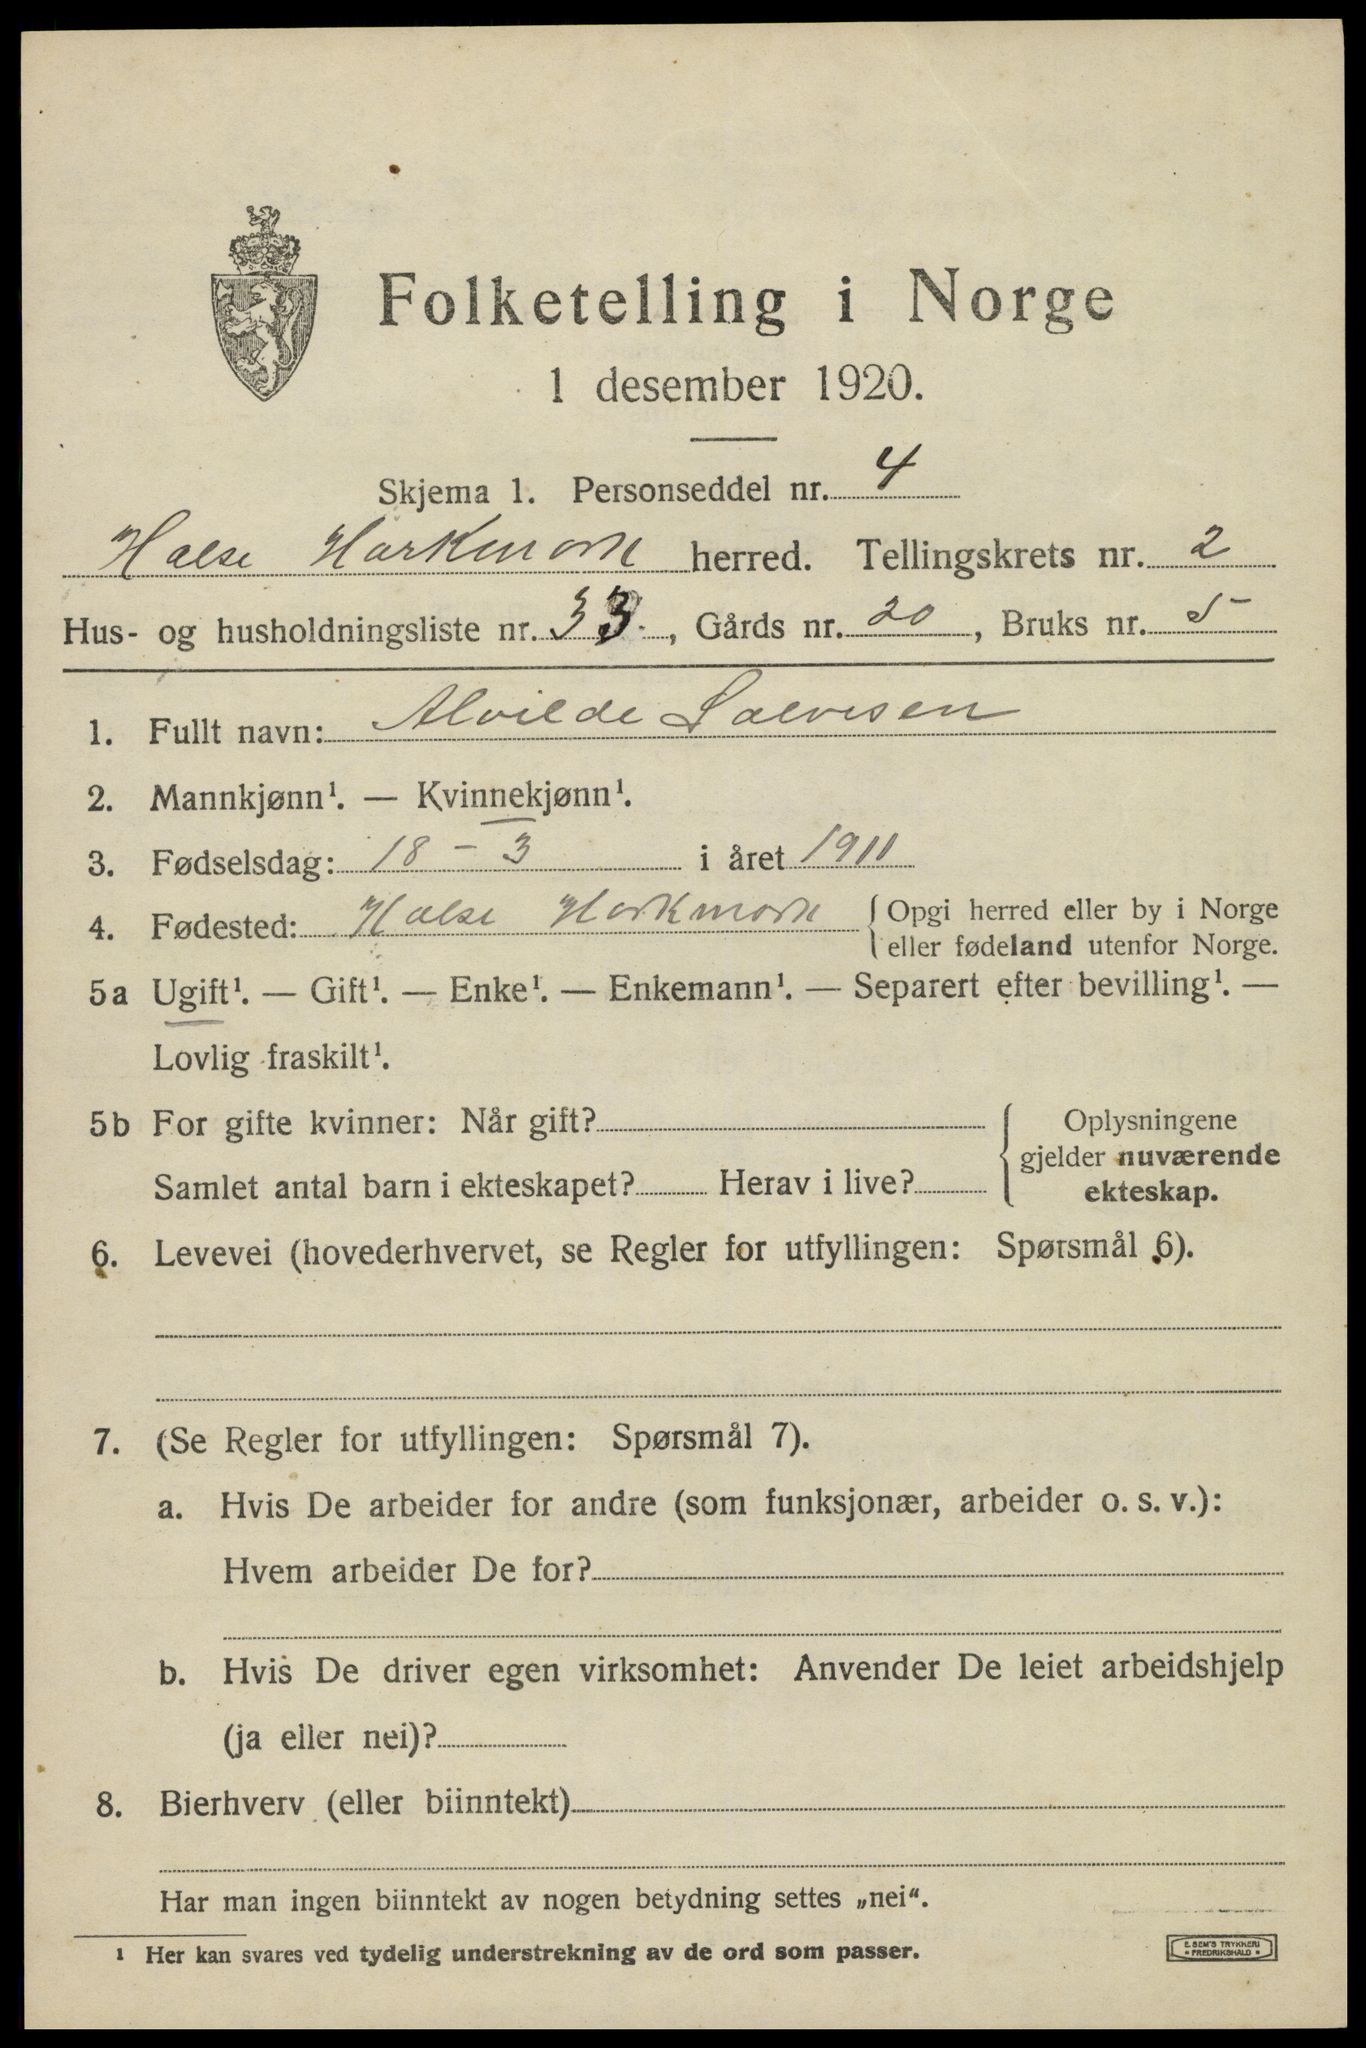 Folketelling i Norge
1 desember 1920.
Skjema 1. Personseddel nr. 4
Halse Harkmark herred. Tellingskrets nr. 2
Hus- og husholdningsliste nr. 33., Gårds nr. 20, Bruks nr. 5
1. Fullt navn: Alvilde Salvesen
2. Mannkjønn¹. — Kvinnekjønn¹.
3. Fødselsdag: 18 - 3 i året 1911
4. Fødested: Halse Harkmark { Opgi herred eller by i Norge
eller fødeland utenfor Norge.
5a Ugift¹. — Gift¹. — Enke¹. — Enkemann¹. — Separert efter bevilling¹. —
Lovlig fraskilt¹.
5b For gifte kvinner: Når gift?
Samlet antal barn i ekteskapet? Herav i live?
Oplysningene
gjelder nuværende
ekteskap.
6. Levevei (hovederhvervet, se Regler for utfyllingen: Spørsmål 6).
7. (Se Regler for utfyllingen: Spørsmål 7).
a. Hvis De arbeider for andre (som funksjonær, arbeider o. s. v.):
Hvem arbeider De for?
b. Hvis De driver egen virksomhet: Anvender De leiet arbeidshjelp
(ja eller nei)?
8. Bierhverv (eller biinntekt)
Har man ingen biinntekt av nogen betydning settes „nei“.
¹ Her kan svares ved tydelig understrekning av de ord som passer.
E. SEM'S TRYKKERI
* FREDRIKSHALD *